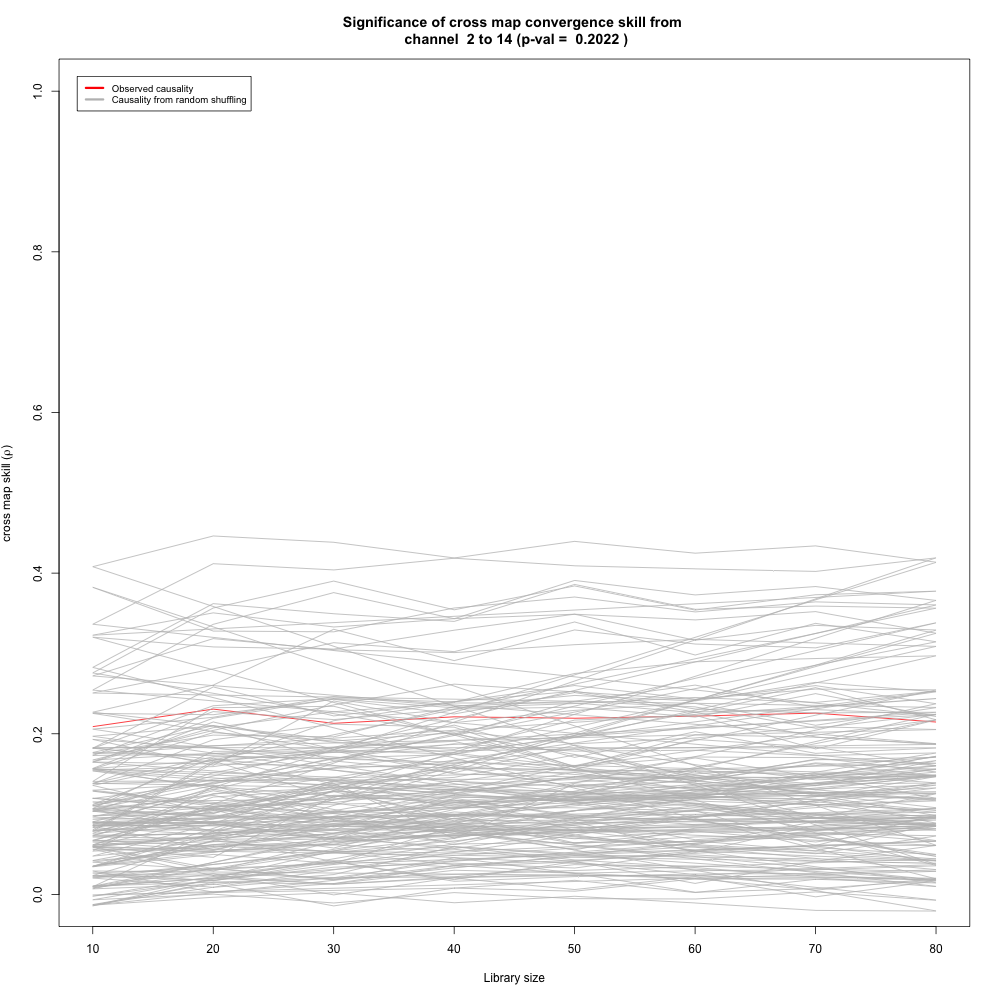 Significance of cross map convergence skill from
channel  2 to 14 (p-val =  0.2022 )
Observed causality
Causality from random shuffling
1.0
0.8
0.6
0.4
0.2
0.0
cross map skill (ρ)
10 20 30 40 50 60 70 80
Library size